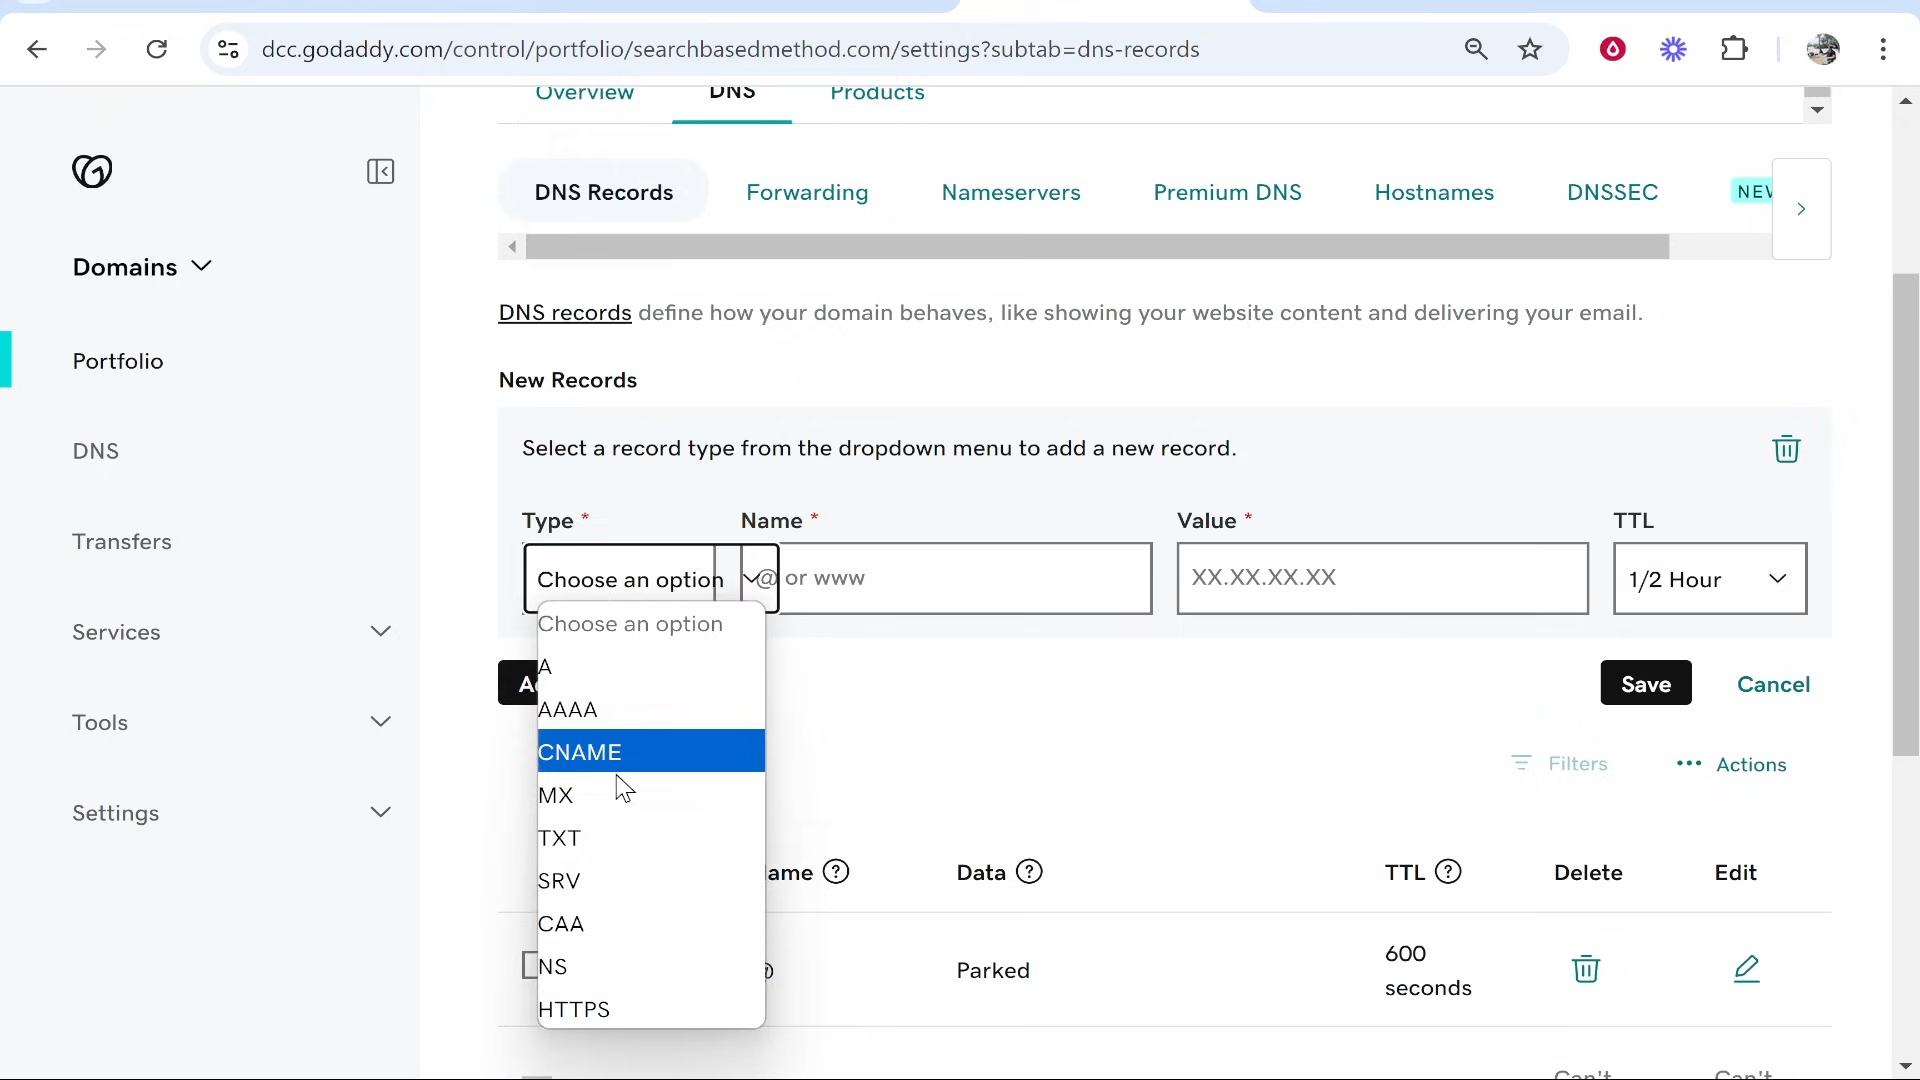 dcc.godaddy.com/control/portfolio/searchbasedmethod.com/settings?subtab=dns-records
Overview
DNS
Products
DNS Records
Forwarding
Nameservers
Premium DNS
Hostnames
DNSSEC
NEW
Domains
Portfolio
DNS
Transfers
Services
Tools
Settings
DNS records define how your domain behaves, like showing your website content and delivering your email.
New Records
Select a record type from the dropdown menu to add a new record.
Type *
Name *
Value *
TTL
Choose an option
@ or www
XX.XX.XX.XX
1/2 Hour
Choose an option
A
AAAA
CNAME
MX
TXT
SRV
CAA
NS
HTTPS
Save
Cancel
Filters
Actions
Data
TTL
Delete
Edit
@
Parked
600
seconds
Can't
Can't